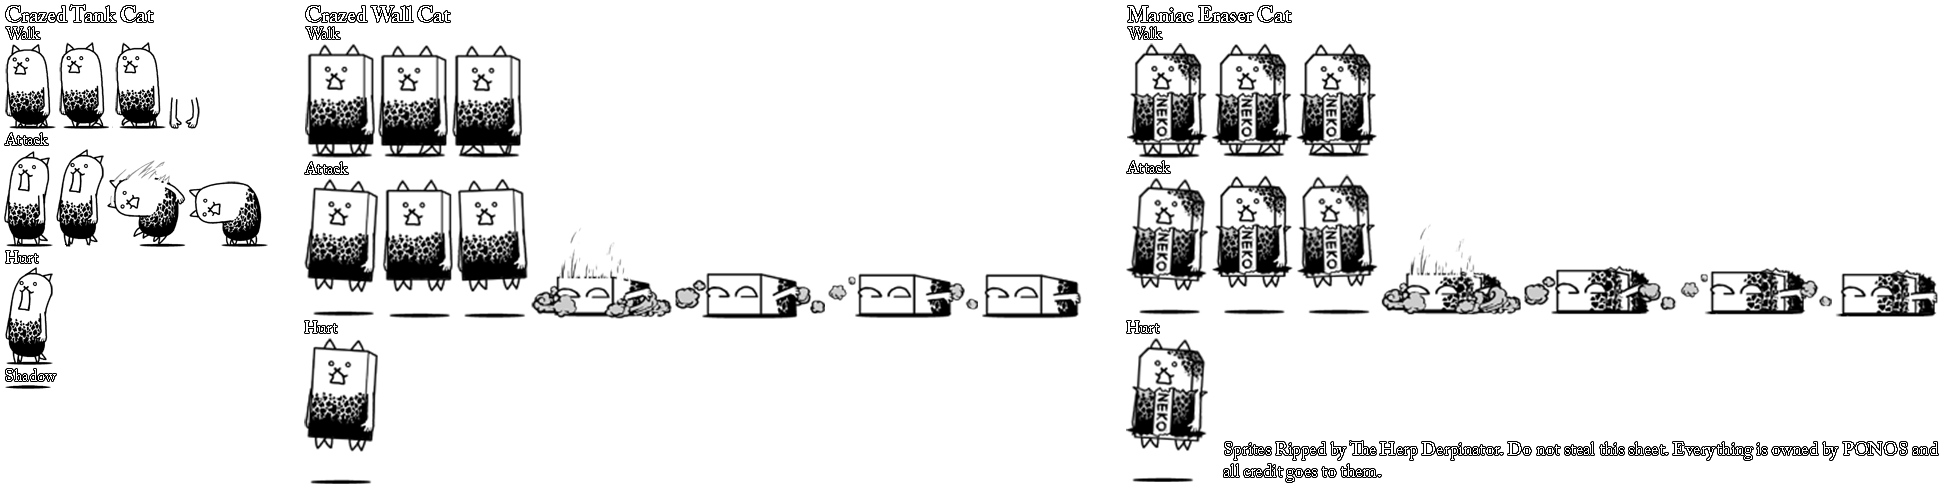 Crazed Tank Cat
Walk
Attack
Hurt
Shadow
Crazed Wall Cat
Walk
Attack
Hurt
Maniac Eraser Cat
Walk
NEKO
NEKO
NEKO
Attack
NEKO
NEKO
NEKO
Hurt
NEKO
Sprites Ripped by The Herp Derpinator. Do not steal this sheet. Everything is owned by PONOS and
all credit goes to them.